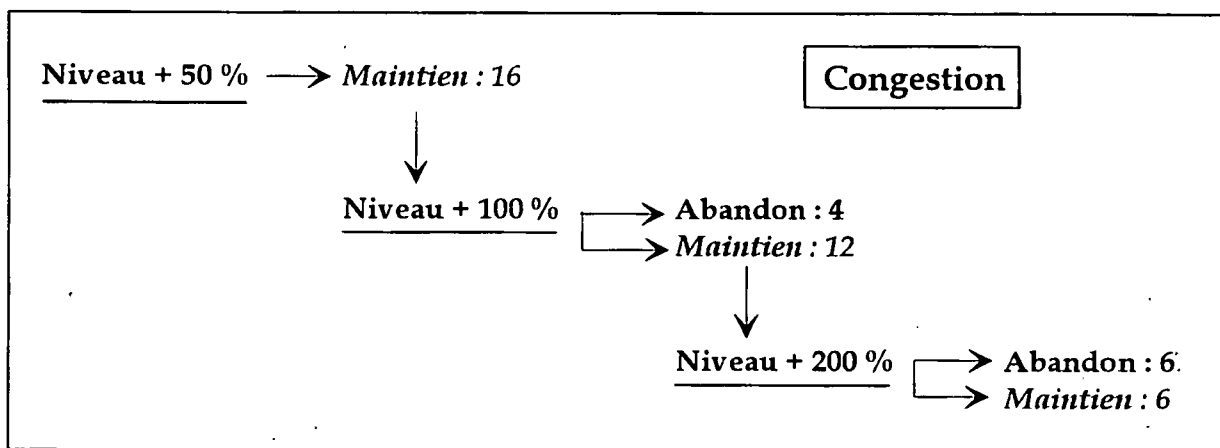 Niveau + 50 % Maintien : 16
Congestion
Niveau + 100 % Abandon : 4
Maintien : 12
Niveau + 200 % Abandon : 6
Maintien : 6